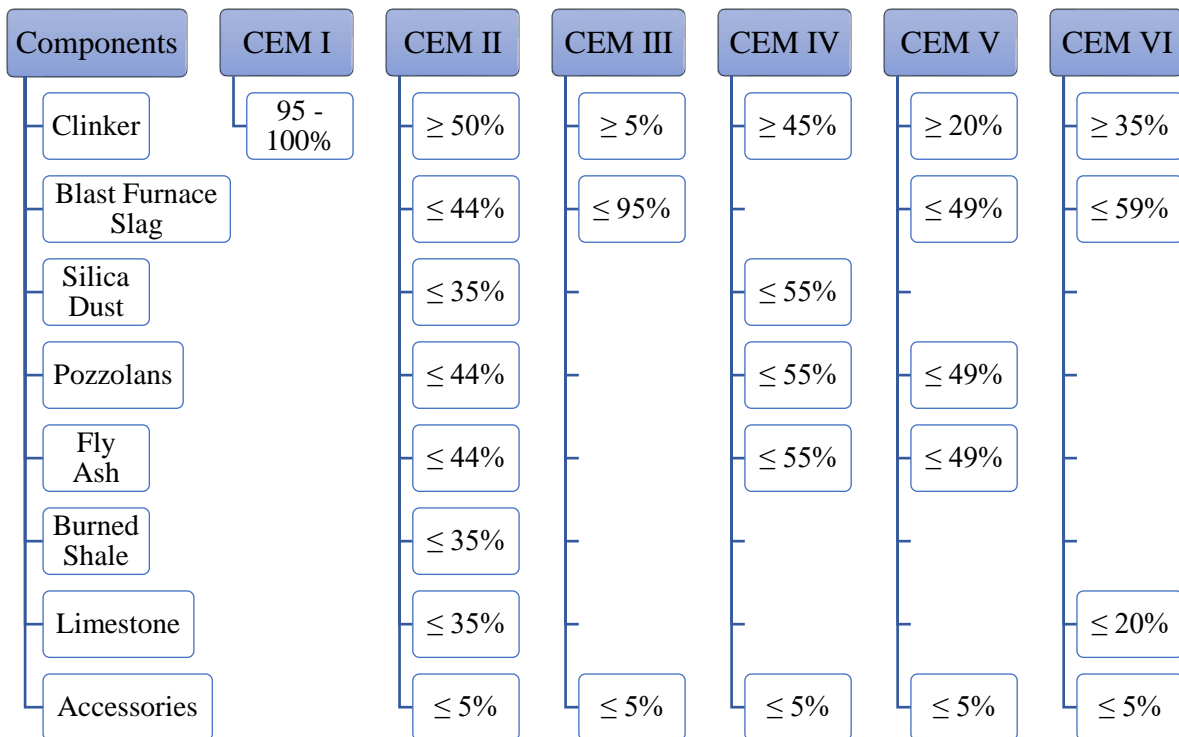 Components CEM I CEM II CEM III CEM IV CEM V CEM VI
Clinker 95 - 100% ≥ 50% ≥ 5% ≥ 45% ≥ 20% ≥ 35%
Blast Furnace Slag ≤ 44% ≤ 95% ≤ 49% ≤ 59%
Silica Dust ≤ 35% ≤ 55%
Pozzolans ≤ 44% ≤ 55% ≤ 49%
Fly Ash ≤ 44% ≤ 55% ≤ 49%
Burned Shale ≤ 35%
Limestone ≤ 35% ≤ 20%
Accessories ≤ 5% ≤ 5% ≤ 5% ≤ 5% ≤ 5%